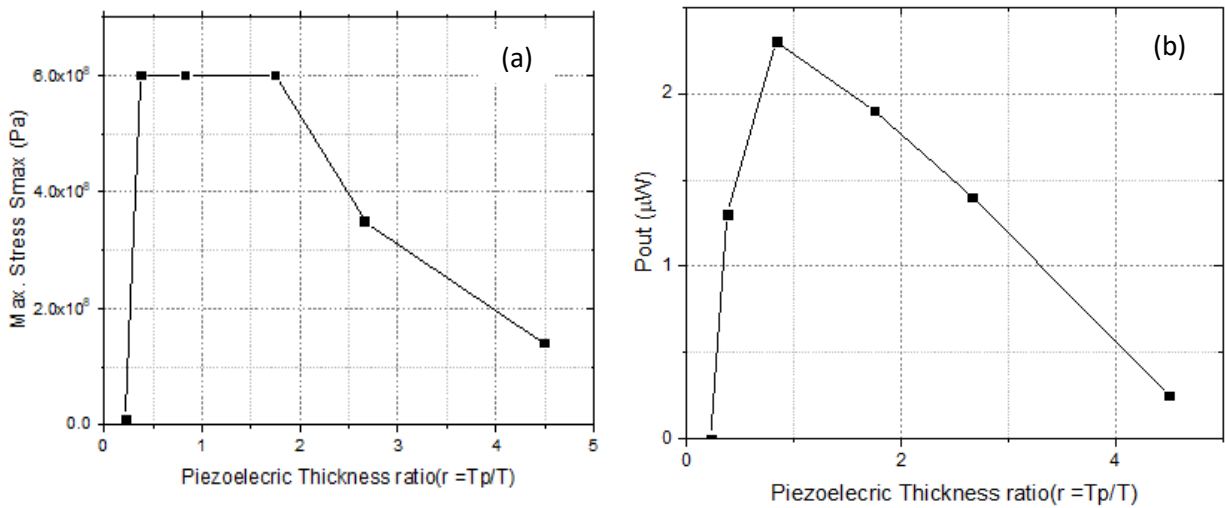 (a)
Max. Stress Smax (Pa)
6.0x10⁸
4.0x10⁸
2.0x10⁸
0.0
0 1 2 3 4 5
Piezoelecric Thickness ratio(r =Tp/T)
(b)
Pout (μW)
2
1
0
0 2 4
Piezoelecric Thickness ratio(r =Tp/T)